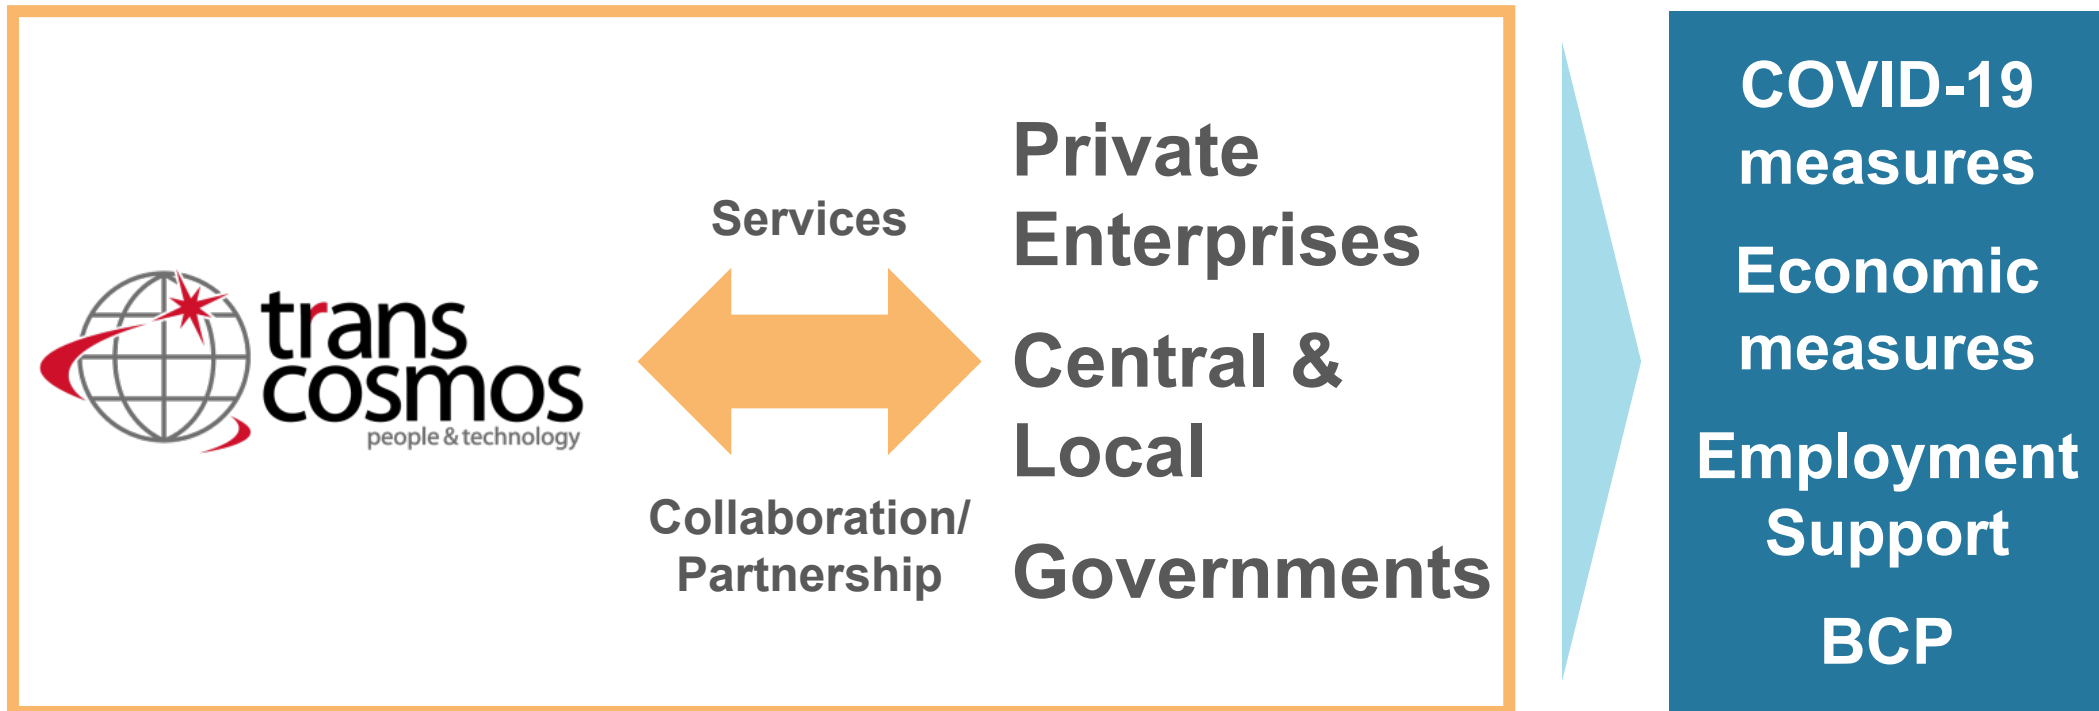 trans
cosmos
people & technology
Services
Collaboration/
Partnership
Private
Enterprises
Central &
Local
Governments
COVID-19
measures
Economic
measures
Employment
Support
BCP